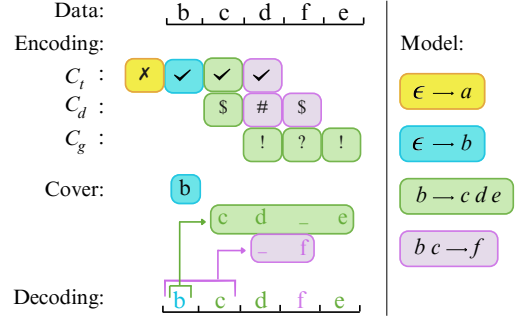 Data: b c d f e
Encoding: Model:
C_t : ✗ ✓ ✓ ✓
ϵ → a
C_d : $ # $
C_g : ! ? !
ϵ → b
Cover: b
b → c d e
c d _ e
_ f
b c → f
Decoding: b c d f e